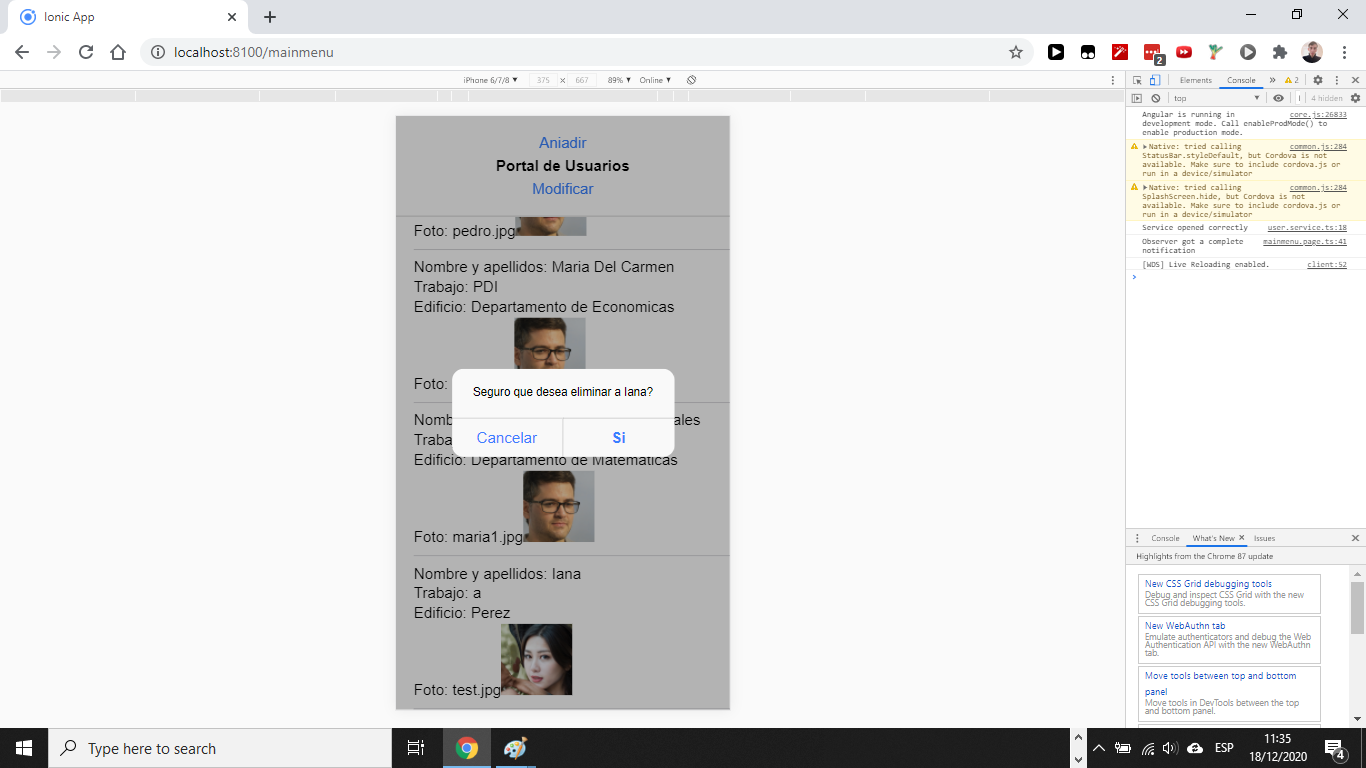 Ionic App
localhost:8100/mainmenu
2
iPhone 6/7/8 375 × 667 89% Online
Elements Console » 2
top 4 hidden
Aniadir
Portal de Usuarios
Modificar
Foto: pedro.jpg
Nombre y apellidos: Maria Del Carmen
Trabajo: PDI
Edificio: Departamento de Economicas
Foto:
Seguro que desea eliminar a Iana?
Cancelar Si
Nomb ales
Traba
Edificio: Departamento de Matematicas
Foto: maria1.jpg
Nombre y apellidos: Iana
Trabajo: a
Edificio: Perez
Foto: test.jpg
Angular is running in core.js:26833
development mode. Call enableProdMode() to
enable production mode.
Native: tried calling common.js:284
StatusBar.styleDefault, but Cordova is not
available. Make sure to include cordova.js or
run in a device/simulator
Native: tried calling common.js:284
SplashScreen.hide, but Cordova is not
available. Make sure to include cordova.js or
run in a device/simulator
Service opened correctly user.service.ts:18
Observer got a complete mainmenu.page.ts:41
notification
[WDS] Live Reloading enabled. client:52
Console What's New Issues
Highlights from the Chrome 87 update
New CSS Grid debugging tools
Debug and inspect CSS Grid with the new
CSS Grid debugging tools.
New WebAuthn tab
Emulate authenticators and debug the Web
Authentication API with the new WebAuthn
tab.
Move tools between top and bottom
panel
Move tools in DevTools between the top
and bottom panel.
Type here to search
ESP
11:35
18/12/2020
4